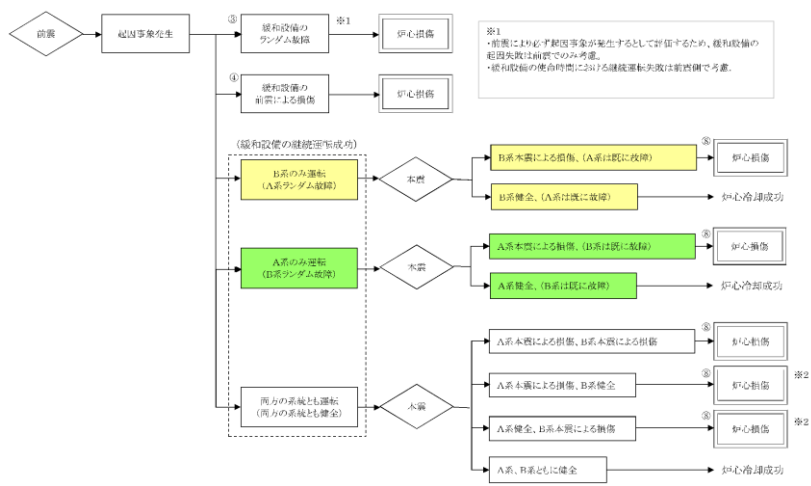 前震
起因事象発生
③
緩和設備の
ランダム故障
※1
炉心損傷
※1
・前震により必ず起因事象が発生するとして評価するため、緩和設備の
起因失敗は前震でのみ考慮。
・緩和設備の使命時間における継続運転失敗は前震側で考慮.
④
緩和設備の
前震による損傷
炉心損傷
(緩和設備の継続運転成功)
B系のみ運転
(A系ランダム故障)
本震
B系本震による損傷、(A系は既に故障)
⑧
炉心損傷
B系健全、(A系は既に故障)
炉心冷却成功
A系のみ運転
(B系ランダム故障)
本震
A系本震による損傷、(B系は既に故障)
⑧
炉心損傷
A系健全、(B系は既に故障)
炉心冷却成功
両方の系統とも運転
(両方の系統とも健全)
本震
A系本震による損傷、B系本震による損傷
⑧
炉心損傷
A系本震による損傷、B系健全
⑧
炉心損傷
※2
A系健全、B系本震による損傷
⑧
炉心損傷
※2
A系、B系ともに健全
炉心冷却成功